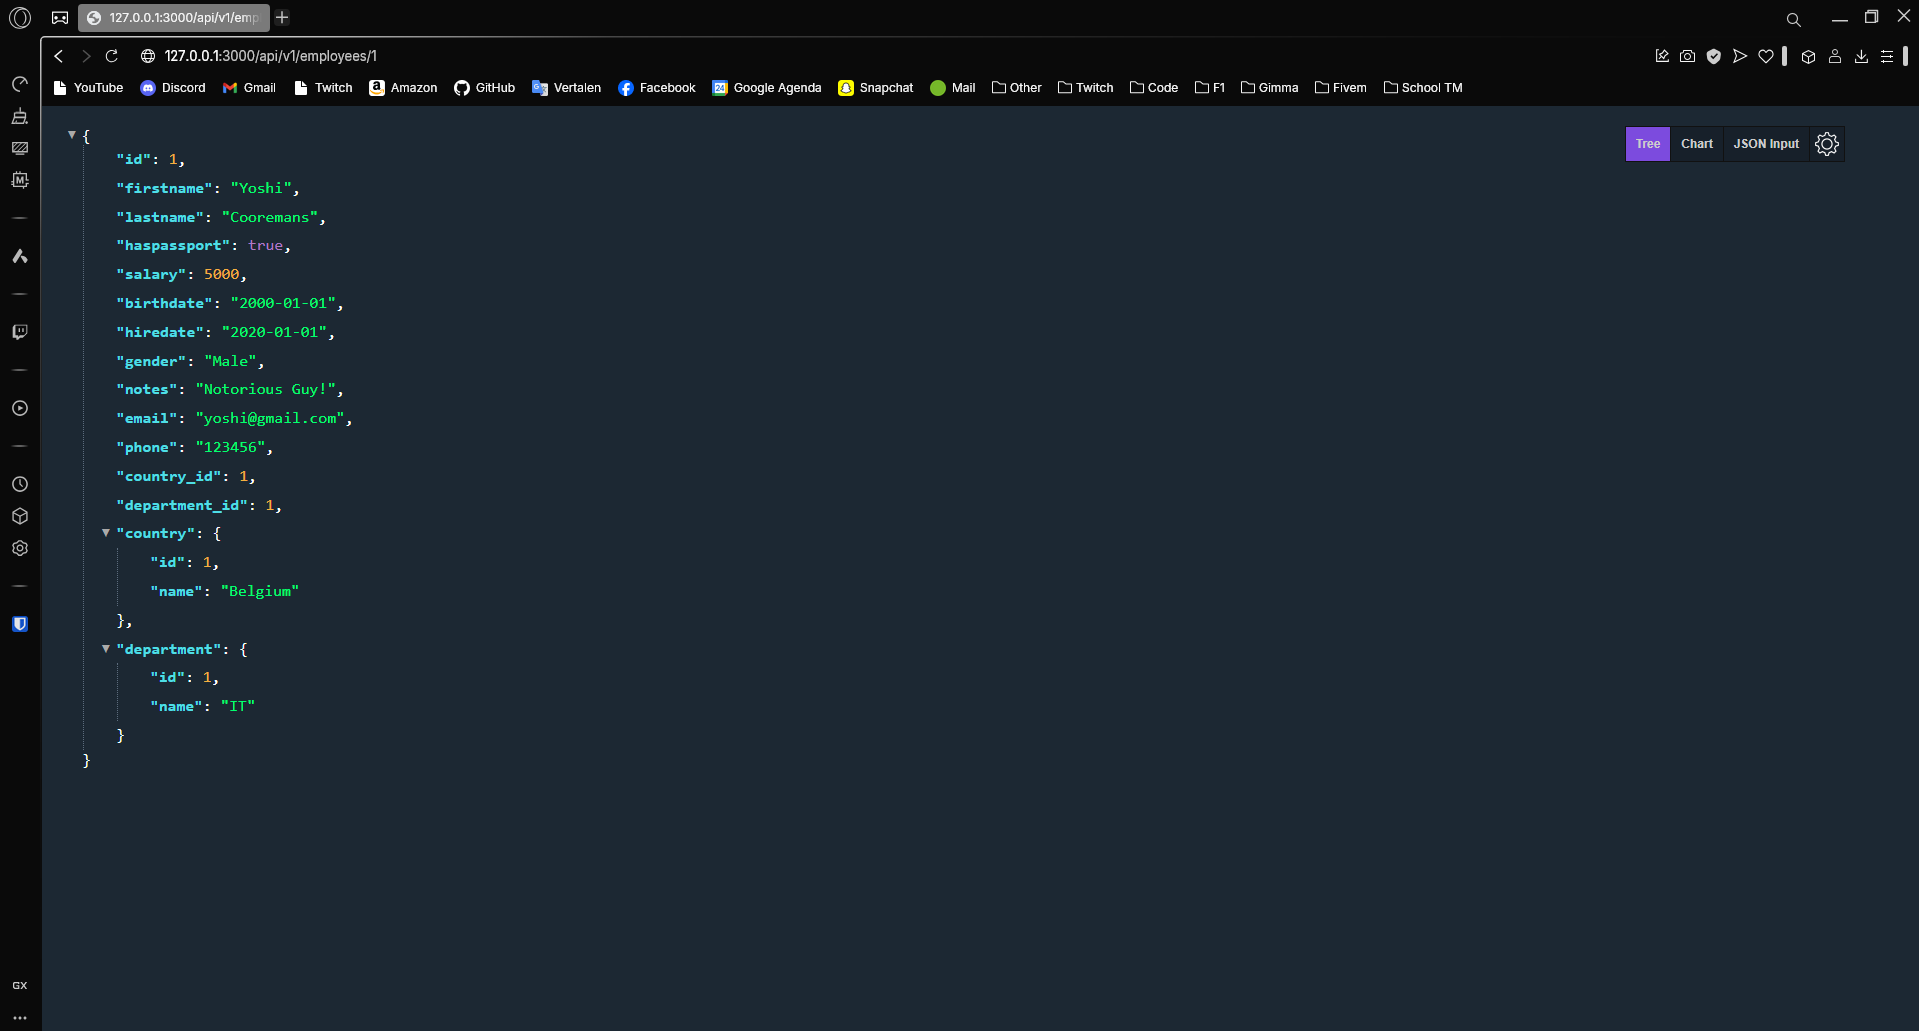 127.0.0.1:3000/api/v1/emp
127.0.0.1:3000/api/v1/employees/1
YouTube Discord Gmail Twitch Amazon GitHub Vertalen Facebook 24 Google Agenda Snapchat Mail Other Twitch Code F1 Gimma Fivem School TM
Tree Chart JSON Input
{
"id": 1,
"firstname": "Yoshi",
"lastname": "Cooremans",
"haspassport": true,
"salary": 5000,
"birthdate": "2000-01-01",
"hiredate": "2020-01-01",
"gender": "Male",
"notes": "Notorious Guy!",
"email": "yoshi@gmail.com",
"phone": "123456",
"country_id": 1,
"department_id": 1,
"country": {
"id": 1,
"name": "Belgium"
},
"department": {
"id": 1,
"name": "IT"
}
}
M
GX